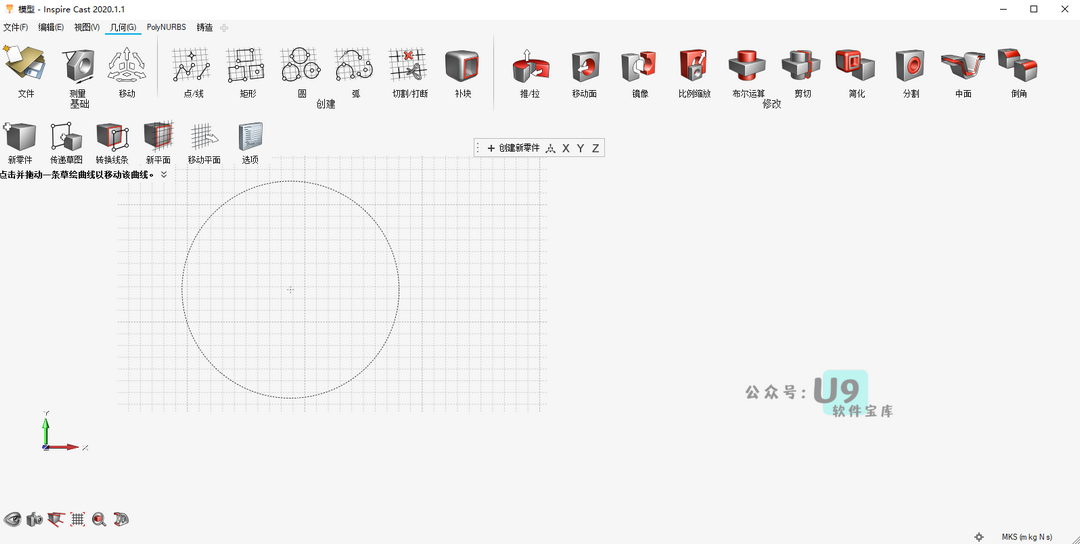 模型 - Inspire Cast 2020.1.1
文件(F) 编辑(E) 视图(V) 几何(G) PolyNURBS 铸造
文件 测量 移动 点/线 矩形 圆 弧 切割/打断 补块 推/拉 移动面 镜像 比例缩放 布尔运算 剪切 简化 分割 中面 倒角
基础 创建 修改
新零件 传递草图 转换线条 新平面 移动平面 选项
+ 创建新零件 X Y Z
点击并拖动一条草绘曲线以移动该曲线。
公众号：U9
软件宝库
Y
X
MKS (m kg N s)